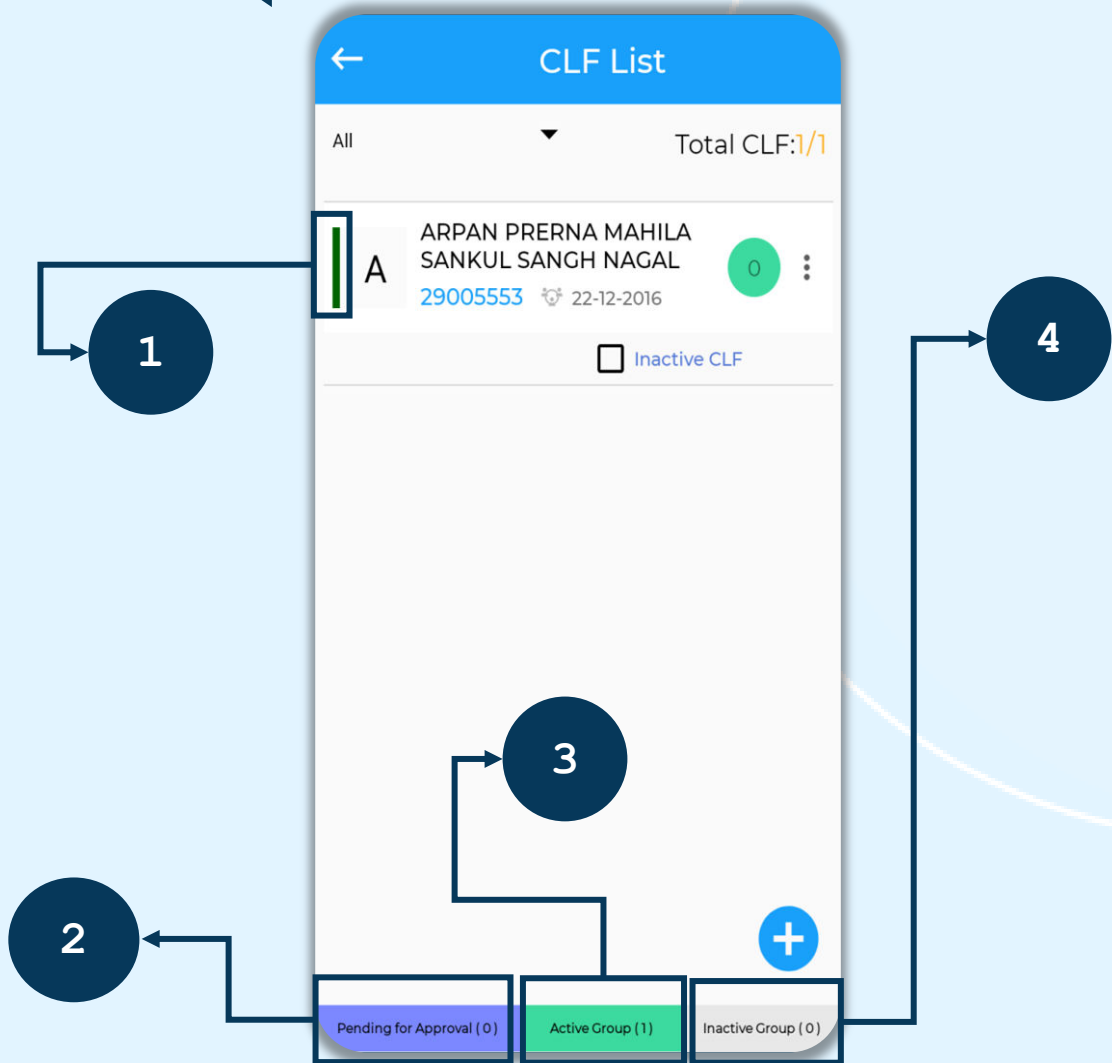 CLF List
All
Total CLF:1/1
ARPAN PRERNA MAHILA
SANKUL SANGH NAGAL
A
0
29005553 22-12-2016
Inactive CLF
1
4
3
2
Pending for Approval ( 0 )
Active Group ( 1 )
Inactive Group ( 0 )